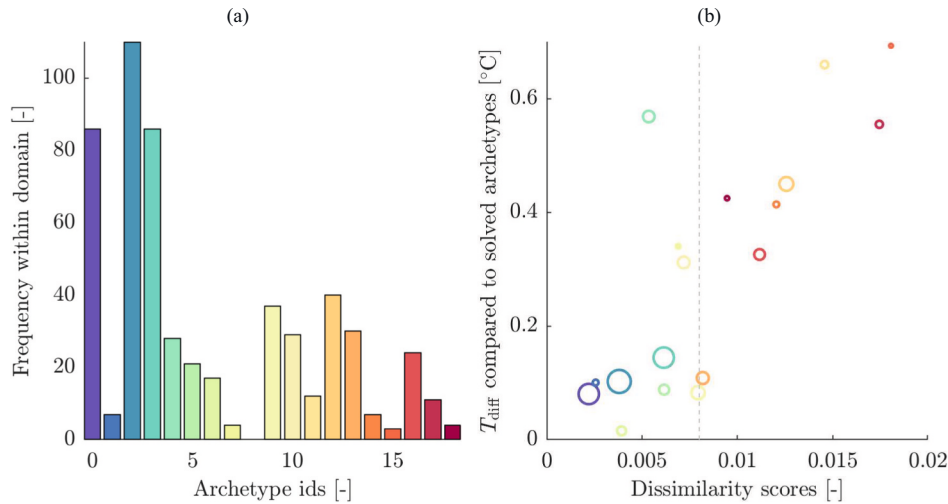 (a)
Frequency within domain [-]
100
80
60
40
20
0
0 5 10 15
Archetype ids [-]
(b)
T_diff compared to solved archetypes [°C]
0.6
0.4
0.2
0
0 0.005 0.01 0.015 0.02
Dissimilarity scores [-]